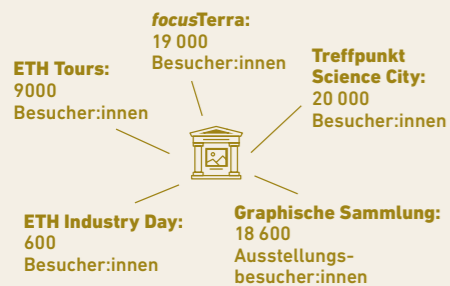 focusTerra:
19 000
Besucher:innen
ETH Tours:
9000
Besucher:innen
Treffpunkt
Science City:
20 000
Besucher:innen
ETH Industry Day:
600
Besucher:innen
Graphische Sammlung:
18 600
Ausstellungs-
besucher:innen